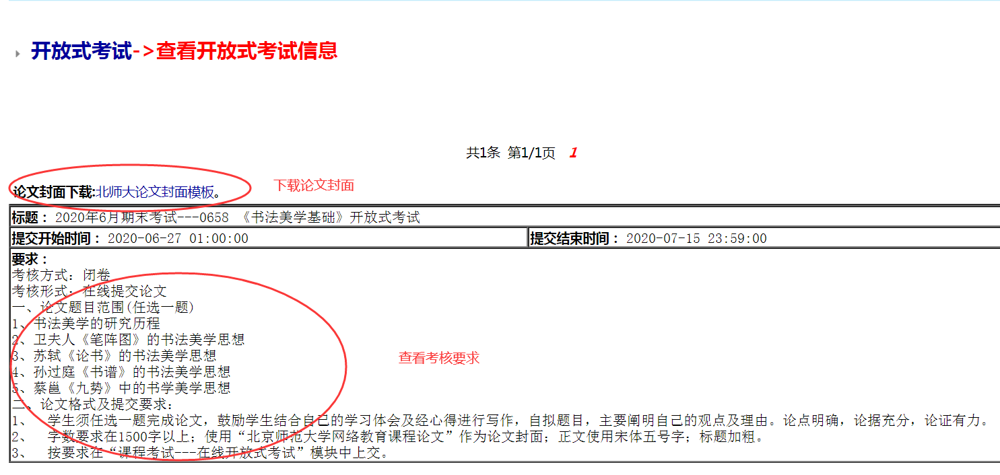 开放式考试->查看开放式考试信息
共1条 第1/1页 1
论文封面下载:北师大论文封面模板。
下载论文封面
标题： 2020年6月期末考试---0658 《书法美学基础》开放式考试
提交开始时间： 2020-06-27 01:00:00
提交结束时间： 2020-07-15 23:59:00
要求：
考核方式：闭卷
考核形式：在线提交论文
一、论文题目范围(任选一题)
1、书法美学的研究历程
2、卫夫人《笔阵图》的书法美学思想
3、苏轼《论书》的书法美学思想
查看考核要求
4、孙过庭《书谱》的书法美学思想
5、蔡邕《九势》中的书学美学思想
二、论文格式及提交要求：
1、 学生须任选一题完成论文，鼓励学生结合自己的学习体会及经心得进行写作，自拟题目，主要阐明自己的观点及理由。论点明确，论据充分，论证有力。
2、 字数要求在1500字以上；使用“北京师范大学网络教育课程论文”作为论文封面；正文使用宋体五号字；标题加粗。
3、 按要求在“课程考试---在线开放式考试”模块中上交。